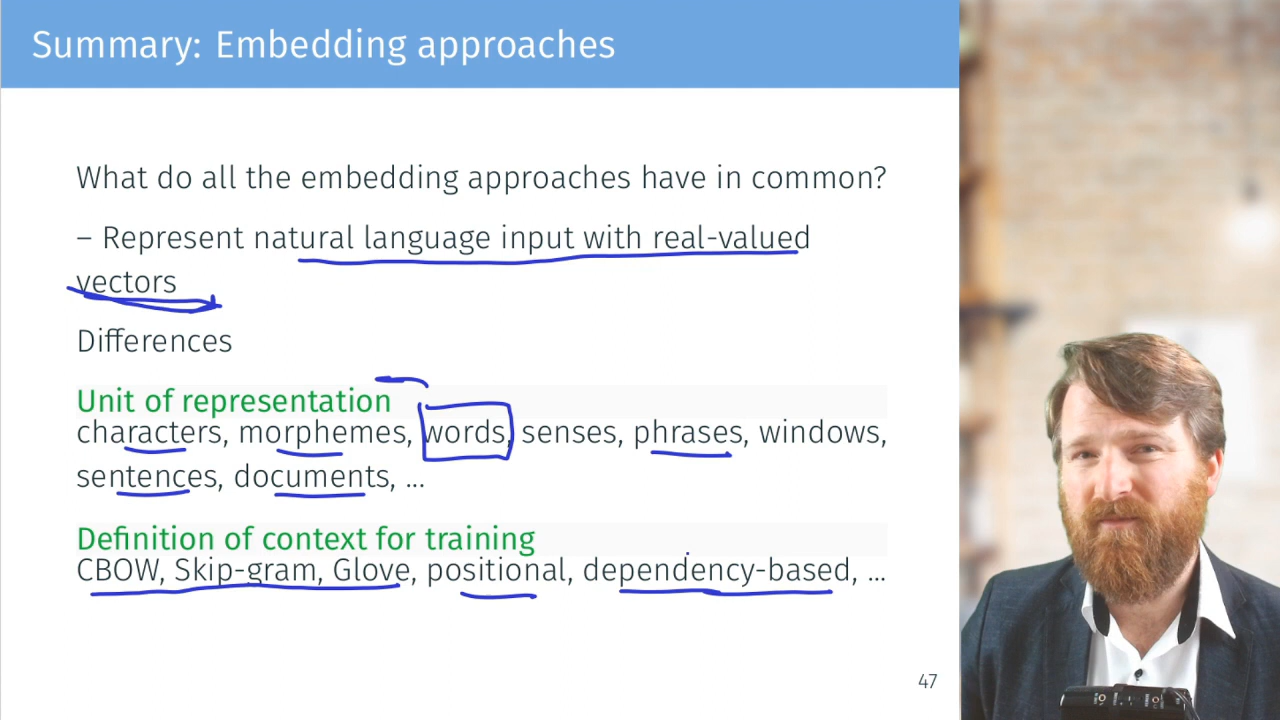 Summary: Embedding approaches
What do all the embedding approaches have in common?
– Represent natural language input with real-valued
vectors
Differences
Unit of representation
characters, morphemes, words, senses, phrases, windows,
sentences, documents, ...
Definition of context for training
CBOW, Skip-gram, Glove, positional, dependency-based, ...
47